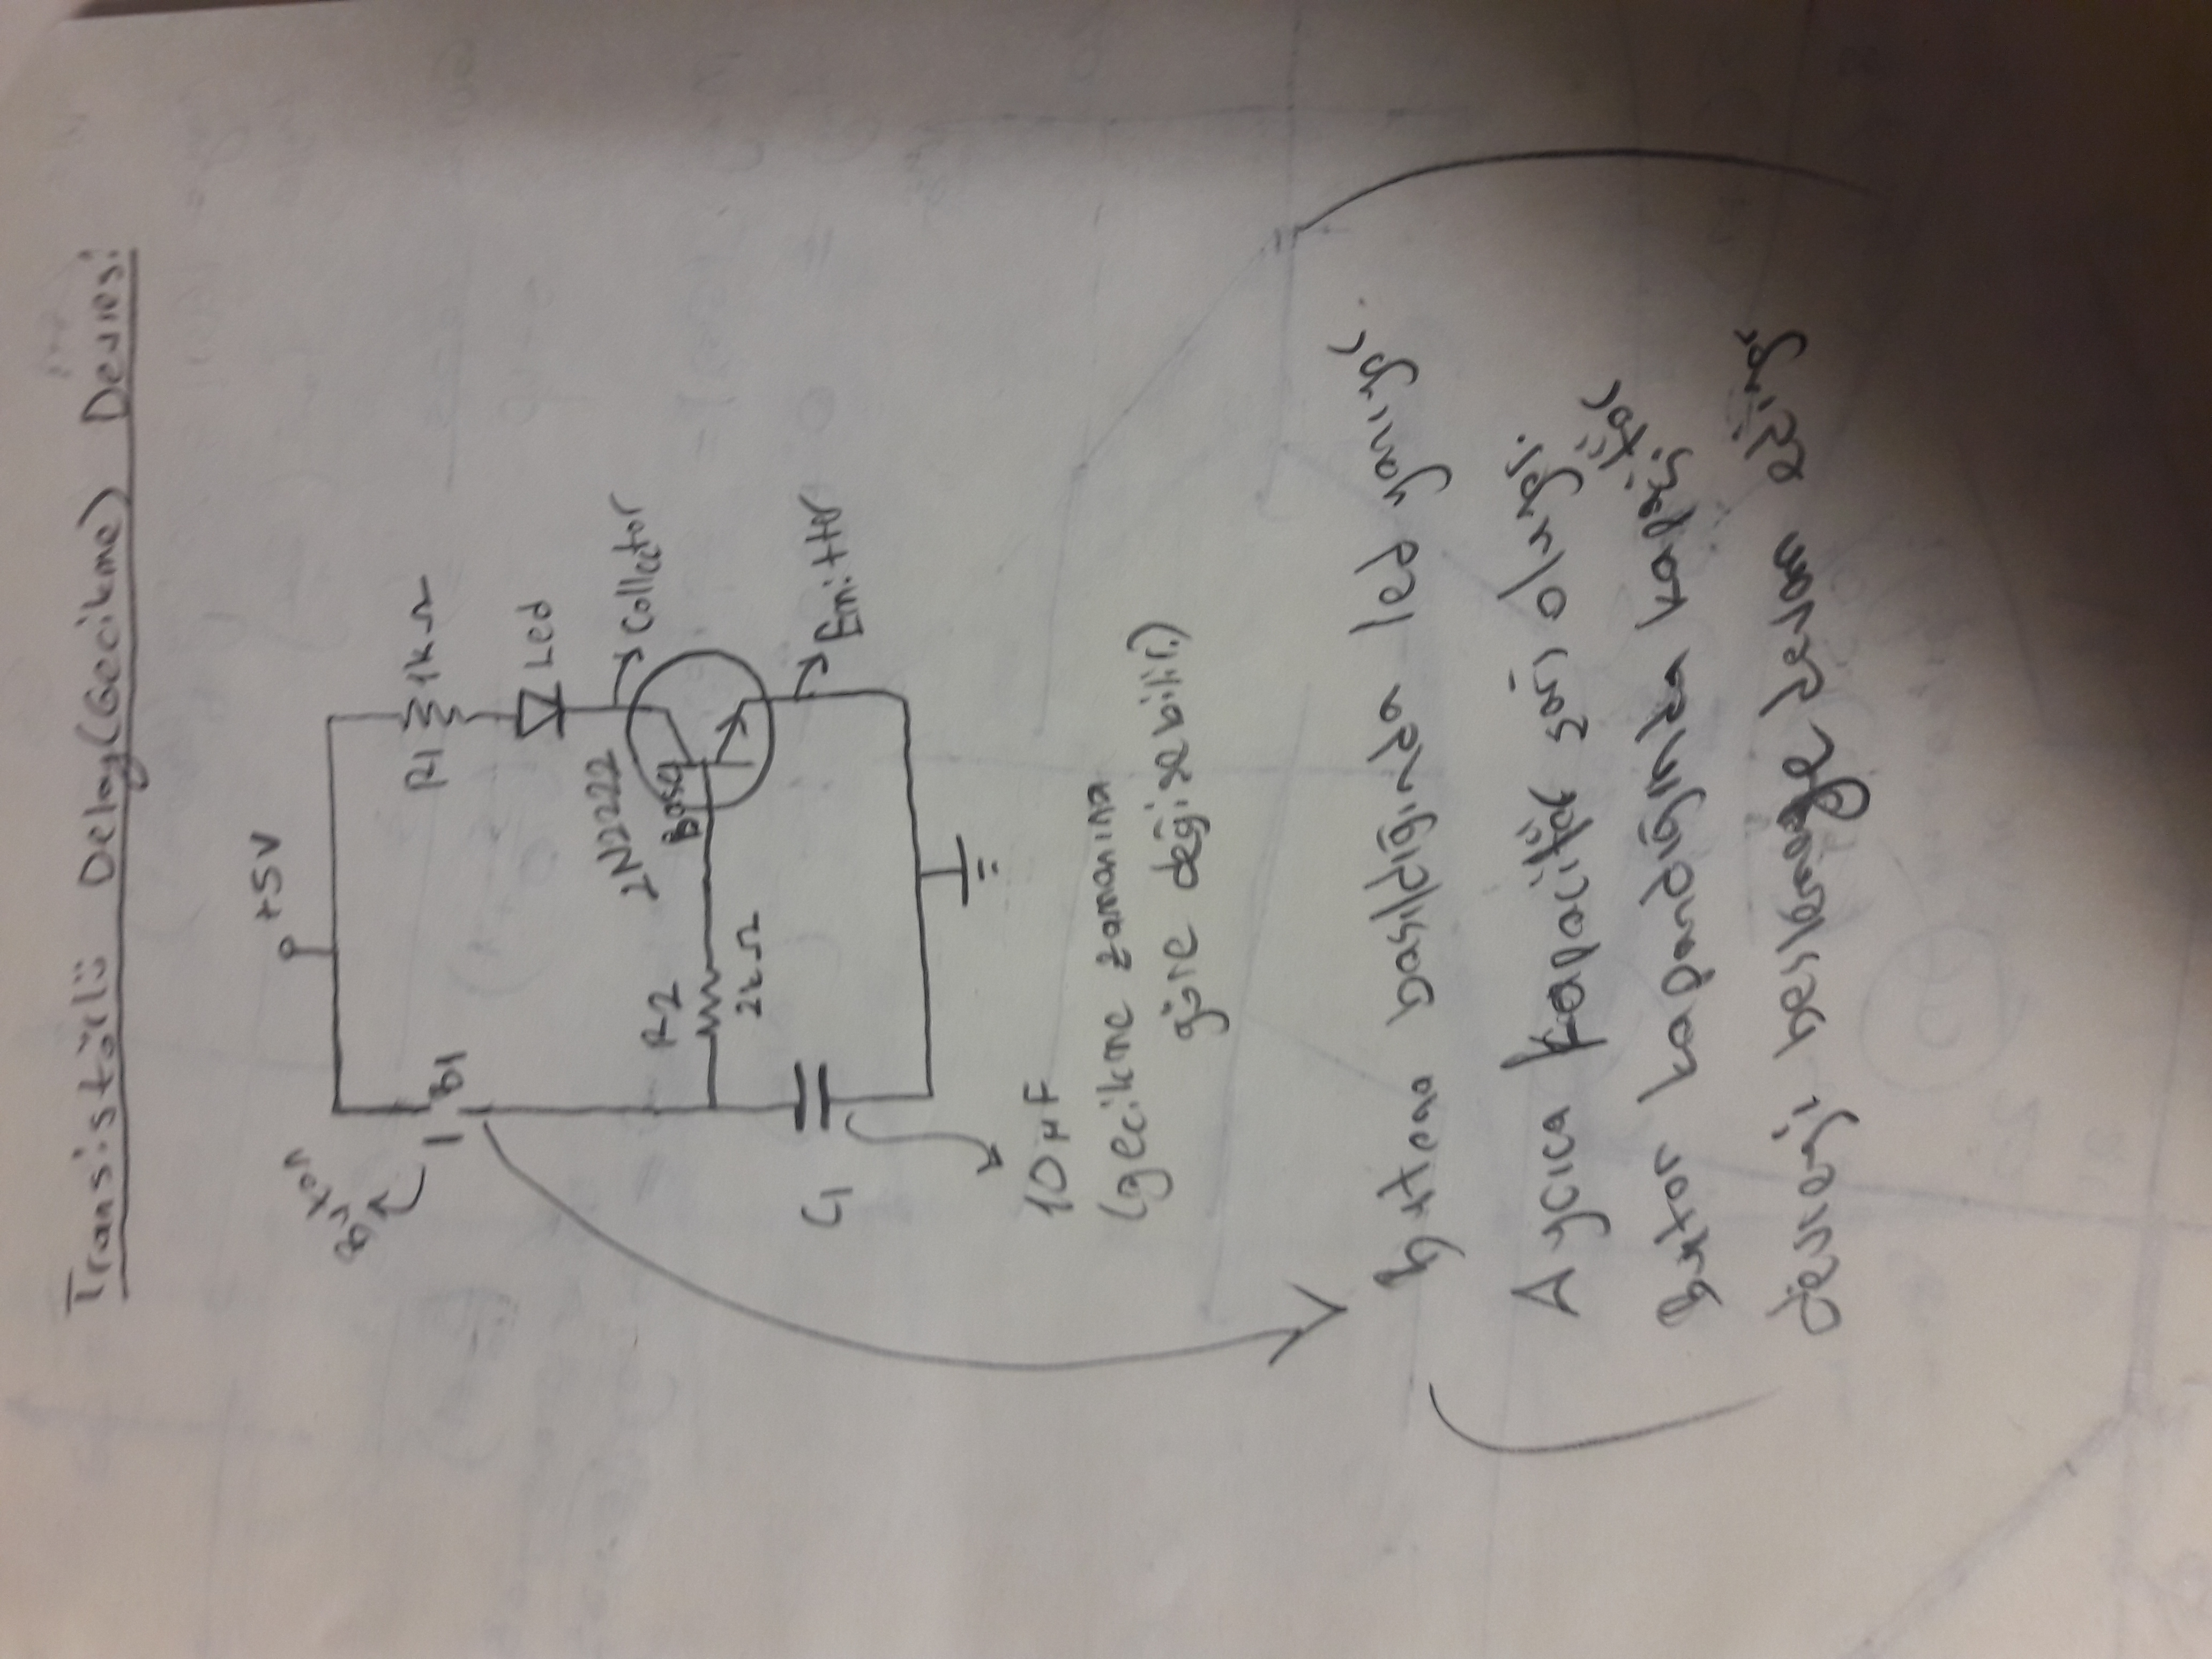 Transistörlü Delay(Gecikme) Devresi
+5V
Buton
B1
R1 1kΩ
Led
2N2222
Collector
R2
Base
2kΩ
C1
Emitter
10µF
(gecikme zamanına
göre değişebilir.)
Butona basıldığında led yanıyor.
Ayrıca kapacitör şarj oluyor.
Buton kapandığında kapaçitör
devreyi beslemeye devam ediyor